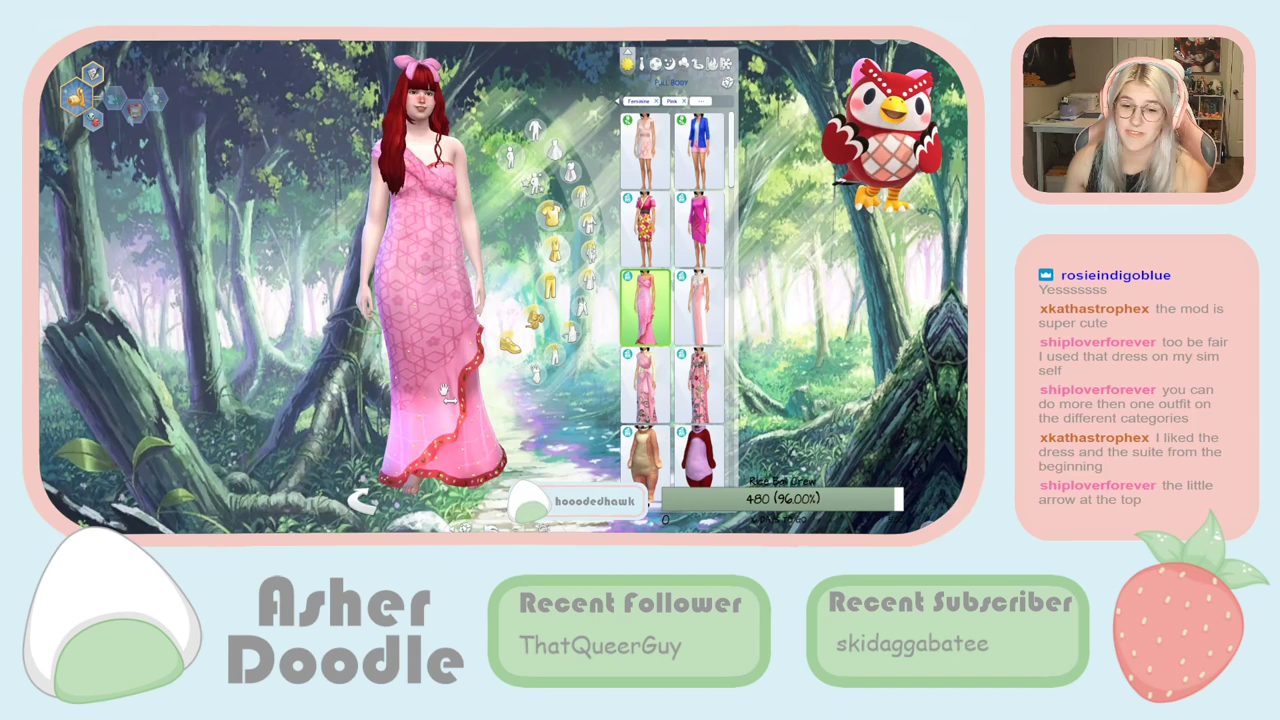 FULL BODY
Feminine X Pink X ...
Rice Ball Crew
480 (96.00%)
0
hooodedhawk
rosieindigoblue
Yesssssss
xkathastrophex the mod is
super cute
shiploverforever too be fair
I used that dress on my sim
self
shiploverforever you can
do more then one outfit on
the different categories
xkathastrophex I liked the
dress and the suite from the
beginning
shiploverforever the little
arrow at the top
Asher
Doodle
Recent Follower
ThatQueerGuy
Recent Subscriber
skidaggabatee